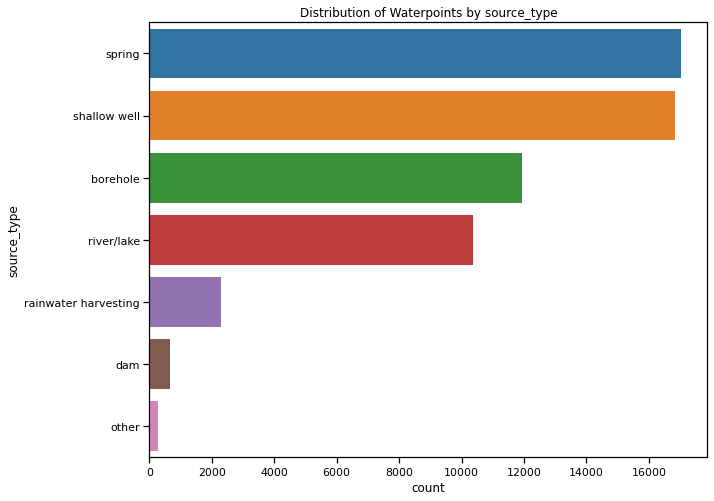 Distribution of Waterpoints by source_type
spring
shallow well
borehole
river/lake
rainwater harvesting
dam
other
source_type
0 2000 4000 6000 8000 10000 12000 14000 16000
count